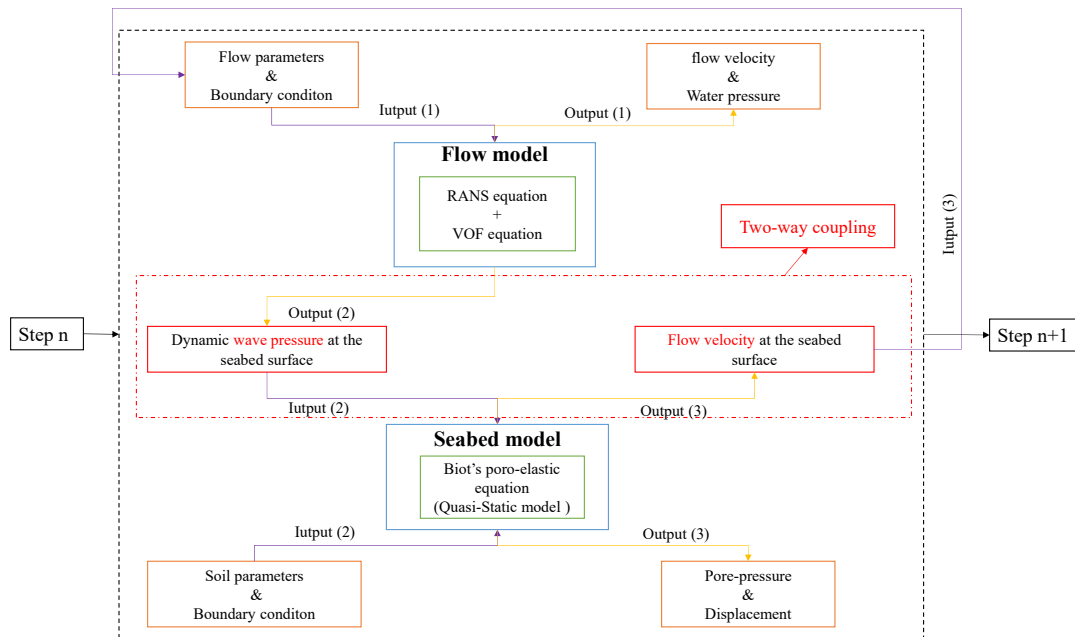 Flow parameters
&
Boundary conditon
flow velocity
&
Water pressure
Iutput (1)
Output (1)
Flow model
RANS equation
+
VOF equation
Iutput (3)
Two-way coupling
Output (2)
Step n
Dynamic wave pressure at the
seabed surface
Flow velocity at the seabed
surface
Step n+1
Iutput (2)
Output (3)
Seabed model
Biot's poro-elastic
equation
(Quasi-Static model )
Iutput (2)
Output (3)
Soil parameters
&
Boundary conditon
Pore-pressure
&
Displacement